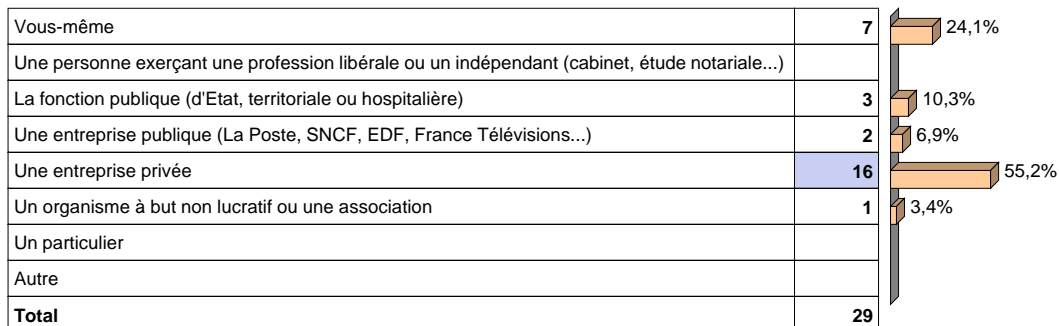 Vous-même 7 24,1%
Une personne exerçant une profession libérale ou un indépendant (cabinet, étude notariale...)
La fonction publique (d'Etat, territoriale ou hospitalière) 3 10,3%
Une entreprise publique (La Poste, SNCF, EDF, France Télévisions...) 2 6,9%
Une entreprise privée 16 55,2%
Un organisme à but non lucratif ou une association 1 3,4%
Un particulier
Autre
Total 29